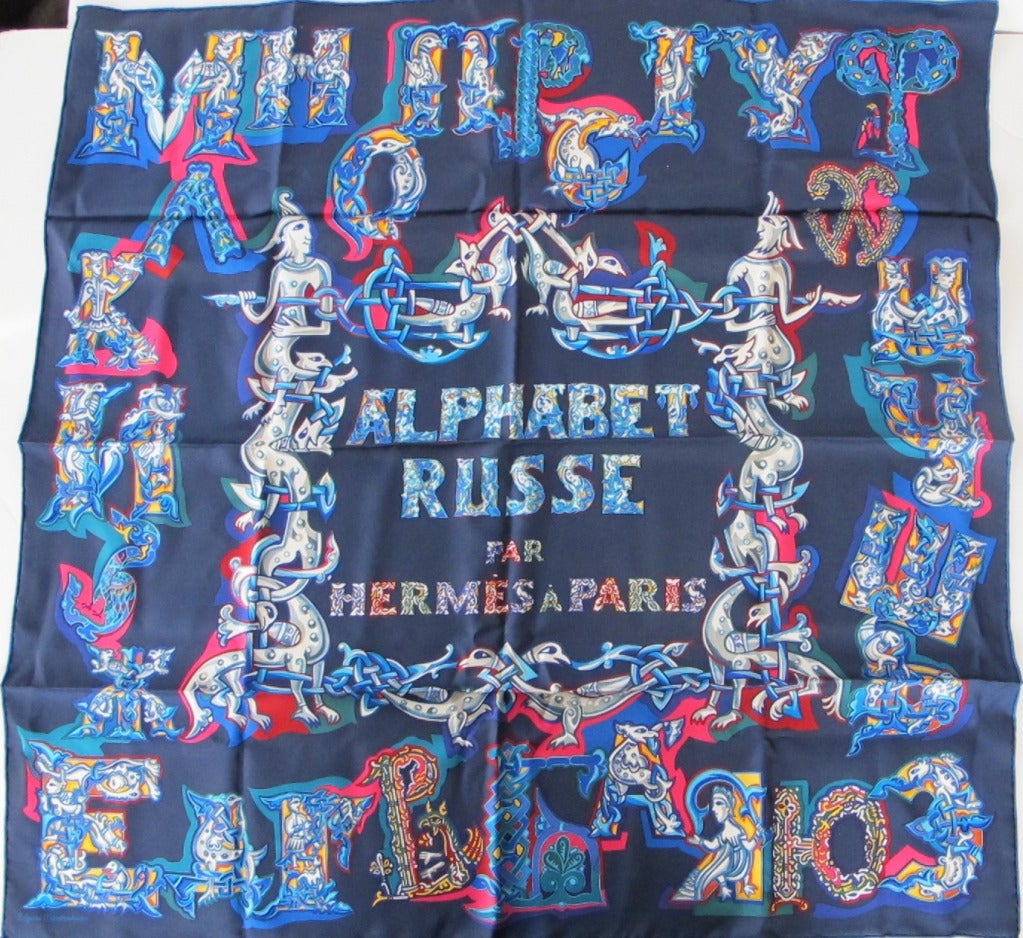 М Н П Р Т У Ф
Л О С Х
К Ц
И Ч
З Ш
Ж Ъ
Е Д Г В Б А Я Ю Э
ALPHABET
RUSSE
PAR
HERMÈS À PARIS